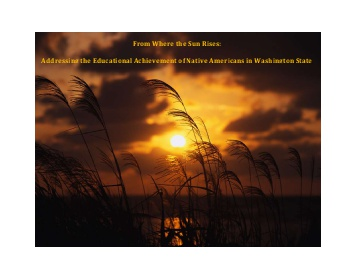 From Where the Sun Rises:
Addressing the Educational Achievement of Native Americans in Washington State